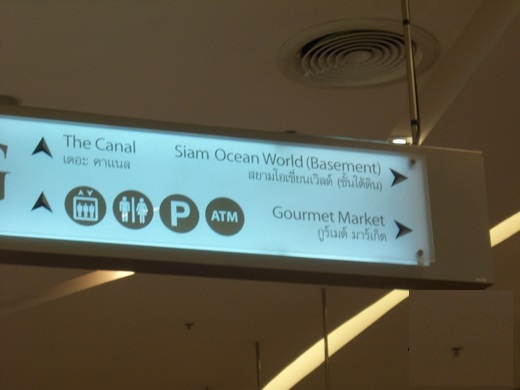 G
The Canal
เดอะ คาแนล
Siam Ocean World (Basement)
สยามโอเชี่ยนเวิลด์ (ชั้นใต้ดิน)
P
ATM
Gourmet Market
กูร์เมต์ มาร์เก็ต